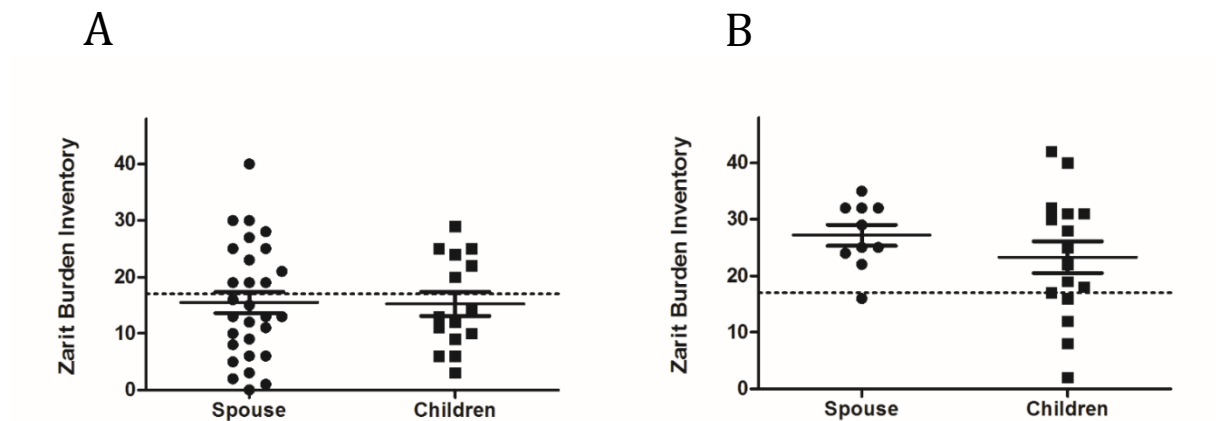 A
Zarit Burden Inventory
40
30
20
10
0
Spouse
Children
B
Zarit Burden Inventory
40
30
20
10
0
Spouse
Children